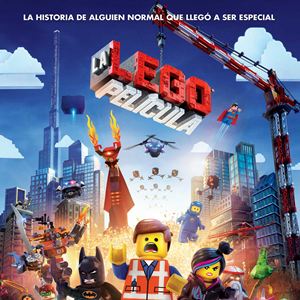 LA HISTORIA DE ALGUIEN NORMAL QUE LLEGÓ A SER ESPECIAL
LA
LEGO
PELÍCULA